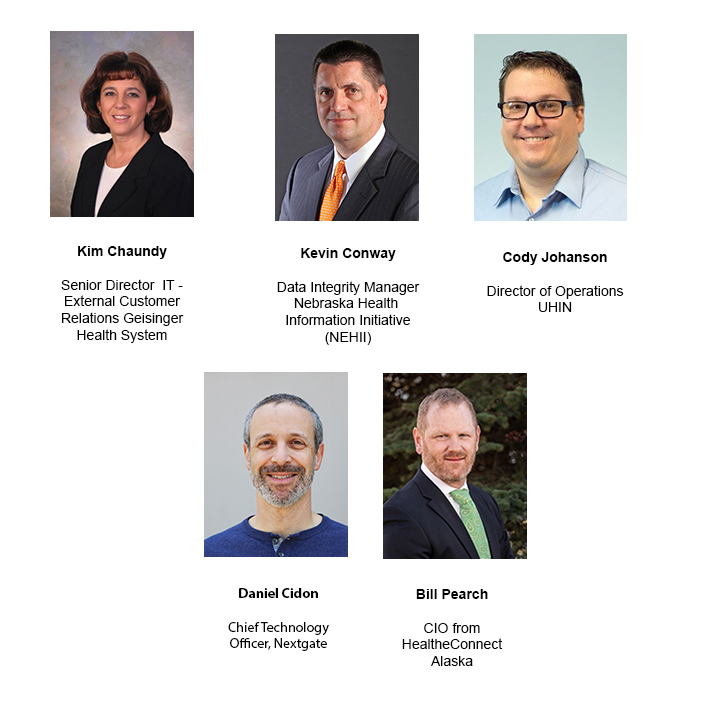 Kim Chaundy
Senior Director  IT -
External Customer
Relations Geisinger
Health System
Kevin Conway
Data Integrity Manager
Nebraska Health
Information Initiative
(NEHII)
Cody Johanson
Director of Operations
UHIN
Daniel Cidon
Chief Technology
Officer, Nextgate
Bill Pearch
CIO from
HealtheConnect
Alaska